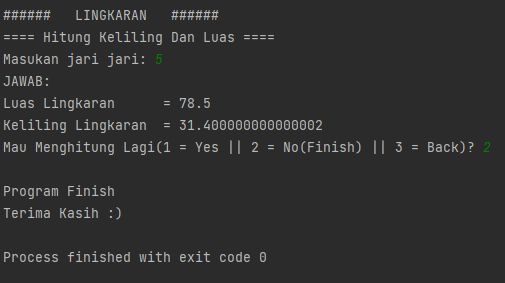 ######   LINGKARAN   ######
==== Hitung Keliling Dan Luas ====
Masukan jari jari: 5
JAWAB:
Luas Lingkaran      = 78.5
Keliling Lingkaran  = 31.400000000000002
Mau Menghitung Lagi(1 = Yes || 2 = No(Finish) || 3 = Back)? 2
Program Finish
Terima Kasih :)
Process finished with exit code 0